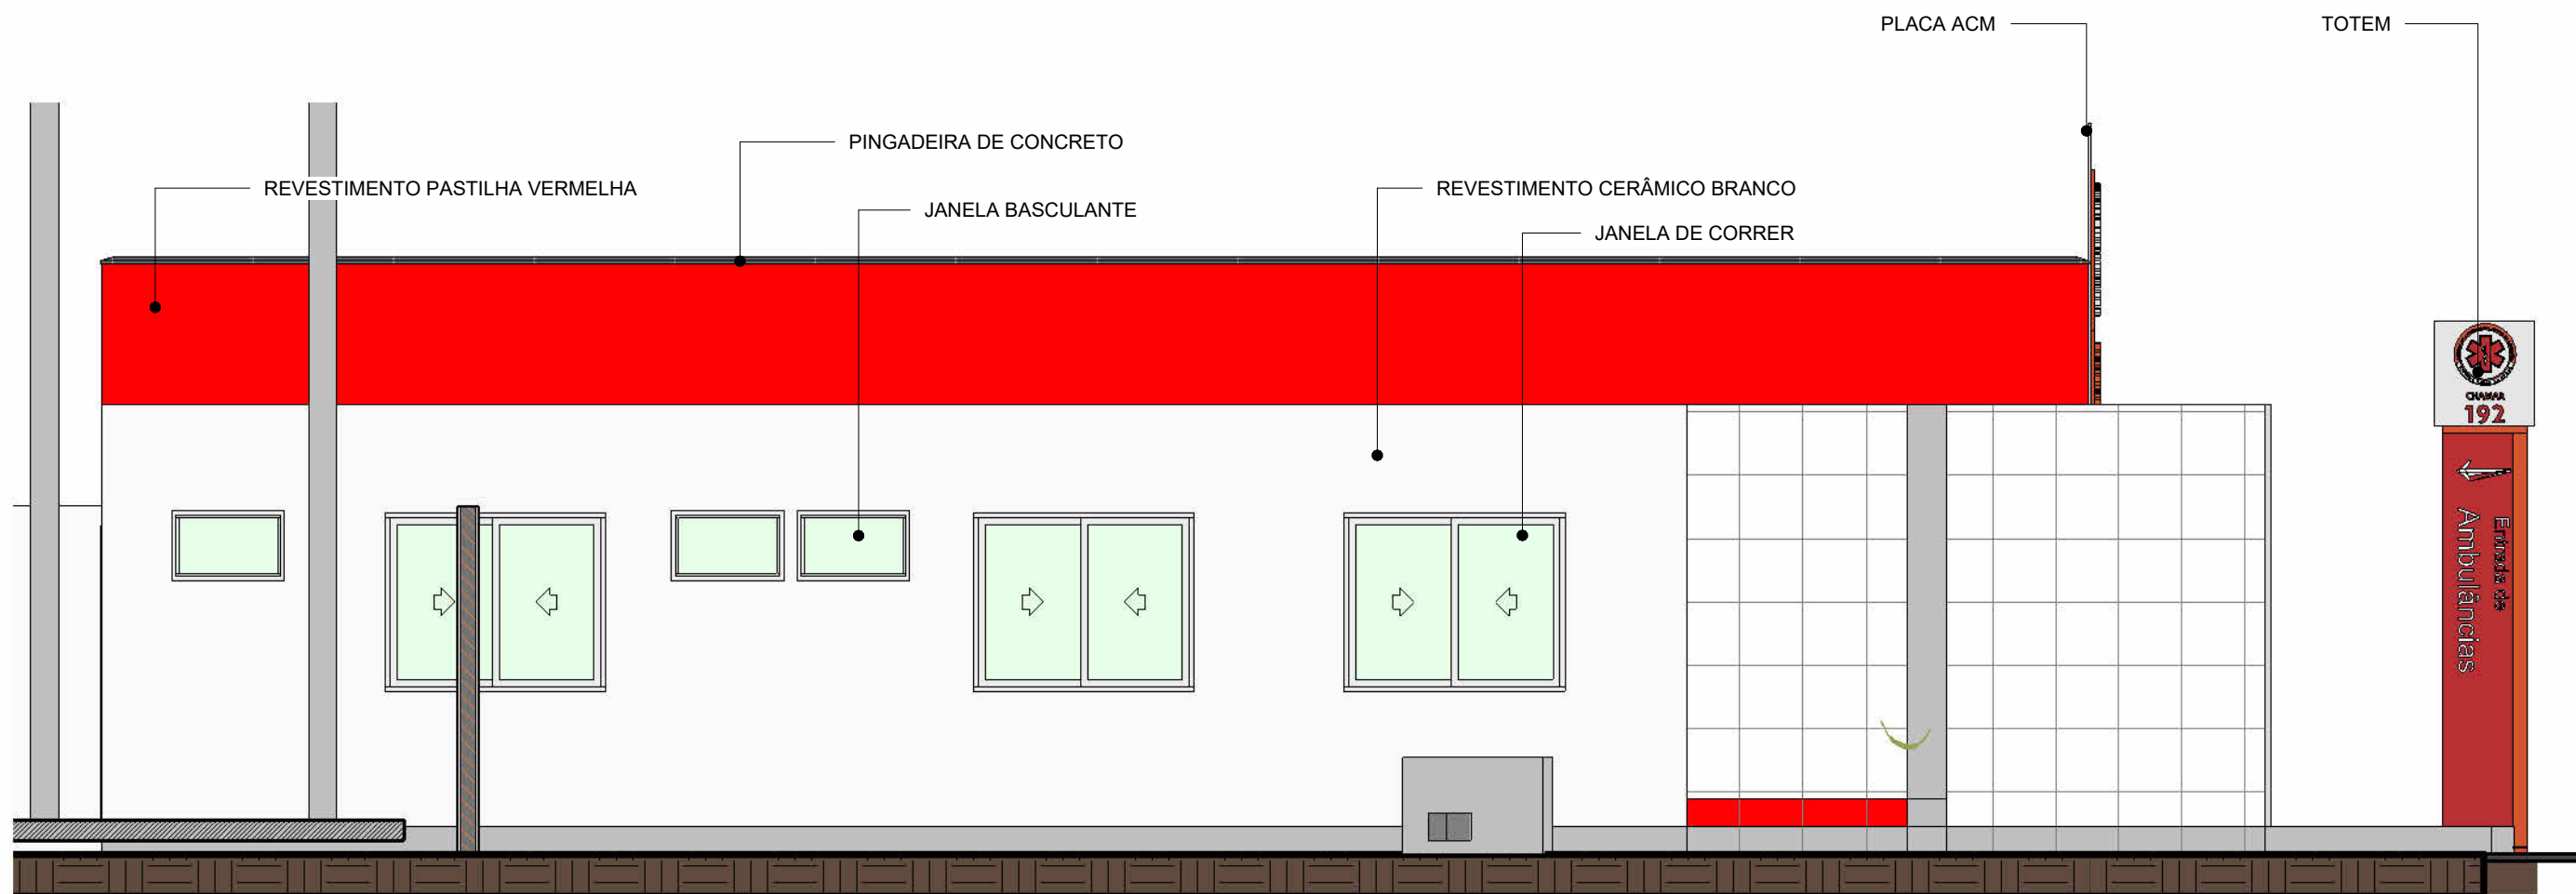 PLACA ACM
TOTEM
PINGADEIRA DE CONCRETO
REVESTIMENTO PASTILHA VERMELHA
REVESTIMENTO CERÂMICO BRANCO
JANELA BASCULANTE
JANELA DE CORRER
CHAMAR
192
Entrada de
Ambulâncias